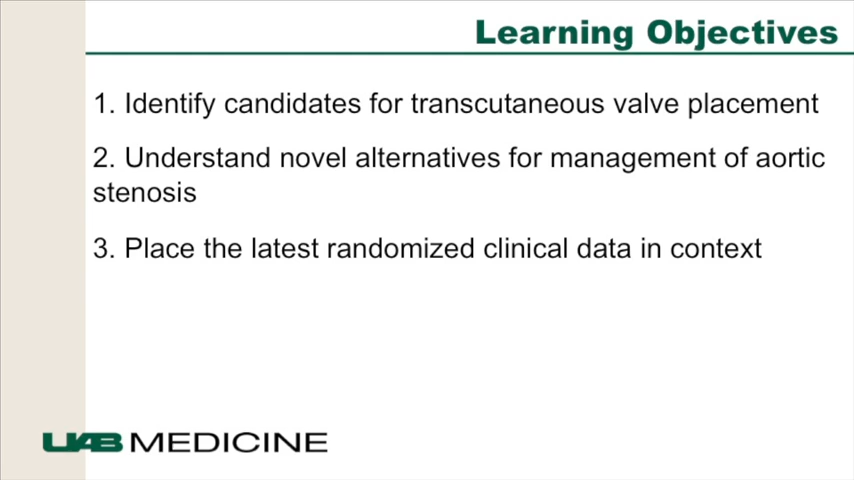 Learning Objectives
1. Identify candidates for transcutaneous valve placement
2. Understand novel alternatives for management of aortic
stenosis
3. Place the latest randomized clinical data in context
UAB MEDICINE